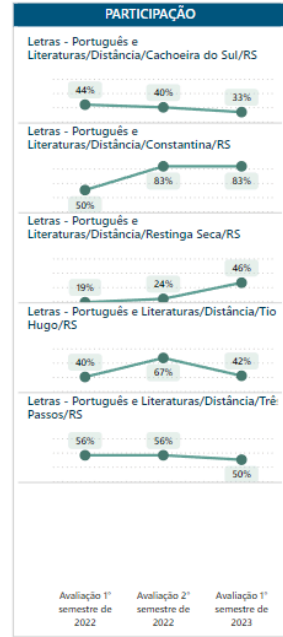 PARTICIPAÇÃO
Letras - Português e
Literaturas/Distância/Cachoeira do Sul/RS
44% 40% 33%
Letras - Português e
Literaturas/Distância/Constantina/RS
50% 83% 83%
Letras - Português e
Literaturas/Distância/Restinga Seca/RS
19% 24% 46%
Letras - Português e Literaturas/Distância/Tio
Hugo/RS
40% 67% 42%
Letras - Português e Literaturas/Distância/Trê
Passos/RS
56% 56% 50%
Avaliação 1° Avaliação 2° Avaliação 1°
semestre de semestre de semestre de
2022 2022 2023